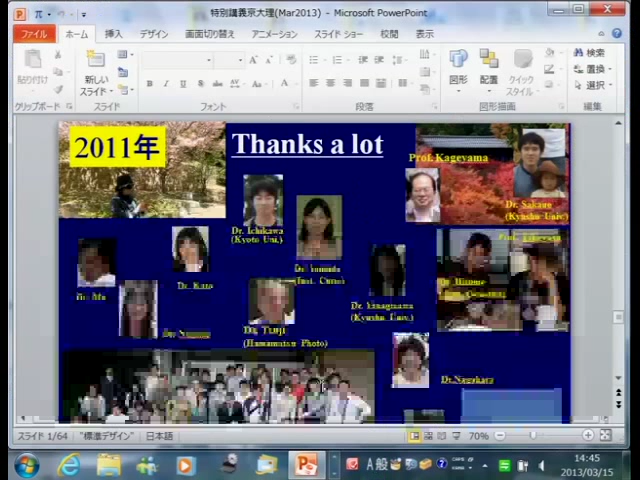 特別講義京大理(Mar2013) - Microsoft PowerPoint
ファイル ホーム 挿入 デザイン 画面切り替え アニメーション スライド ショー 校閲 表示
貼り付け
新しい
スライド
図形
配置
クイック
スタイル
検索
置換
選択
クリップボード スライド フォント 段落 図形描画 編集
2011年
Thanks a lot
Prof. Kageyama
Dr. Ichikawa
(Kyoto Uni.)
(Kyushu Univ.)
Dr. Kato
Dr. Yanagisawa
(Kyushu Univ.)
Dr. Tsuji
(Hamamatsu Photo)
Dr.Nagahara
スライド 1/64 "標準デザイン" 日本語 70%
A 般
14:45
2013/03/15